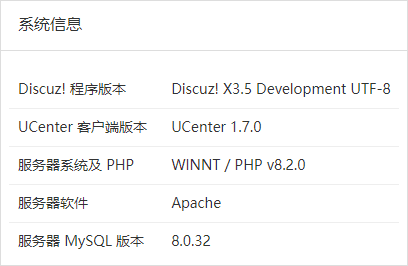 系统信息
Discuz! 程序版本 Discuz! X3.5 Development UTF-8
UCenter 客户端版本 UCenter 1.7.0
服务器系统及 PHP WINNT / PHP v8.2.0
服务器软件 Apache
服务器 MySQL 版本 8.0.32